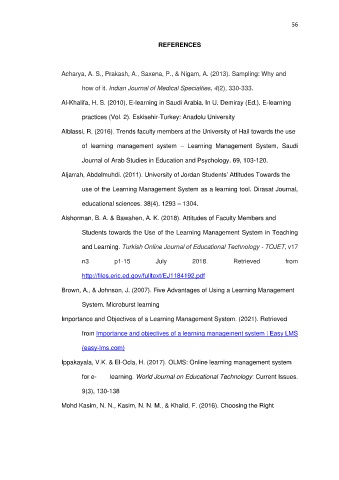 56
REFERENCES
Acharya, A. S., Prakash, A., Saxena, P., & Nigam, A. (2013). Sampling: Why and
how of it. Indian Journal of Medical Specialties, 4(2), 330-333.
Al-Khalifa, H. S. (2010). E-learning in Saudi Arabia. In U. Demiray (Ed.). E-learning
practices (Vol. 2). Eskisehir-Turkey: Anadolu University
Alblassi, R. (2016). Trends faculty members at the University of Hail towards the use
of learning management system – Learning Management System, Saudi
Journal of Arab Studies in Education and Psychology, 69, 103-120.
Aljarrah, Abdelmuhdi. (2011). University of Jordan Students' Attitudes Towards the
use of the Learning Management System as a learning tool. Dirasat Journal,
educational sciences. 38(4). 1293 – 1304.
Alshorman, B. A. & Bawaneh, A. K. (2018). Attitudes of Faculty Members and
Students towards the Use of the Learning Management System in Teaching
and Learning. Turkish Online Journal of Educational Technology - TOJET, v17
n3 p1-15 July 2018 Retrieved from
http://files.eric.ed.gov/fulltext/EJ1184192.pdf
Brown, A., & Johnson, J. (2007). Five Advantages of Using a Learning Management
System, Microburst learning
Importance and Objectives of a Learning Management System. (2021). Retrieved
from Importance and objectives of a learning management system | Easy LMS
(easy-lms.com)
Ippakayala, V.K. & El-Ocla, H. (2017). OLMS: Online learning management system
for e- learning. World Journal on Educational Technology: Current Issues.
9(3), 130-138
Mohd Kasim, N. N., Kasim, N. N. M., & Khalid, F. (2016). Choosing the Right